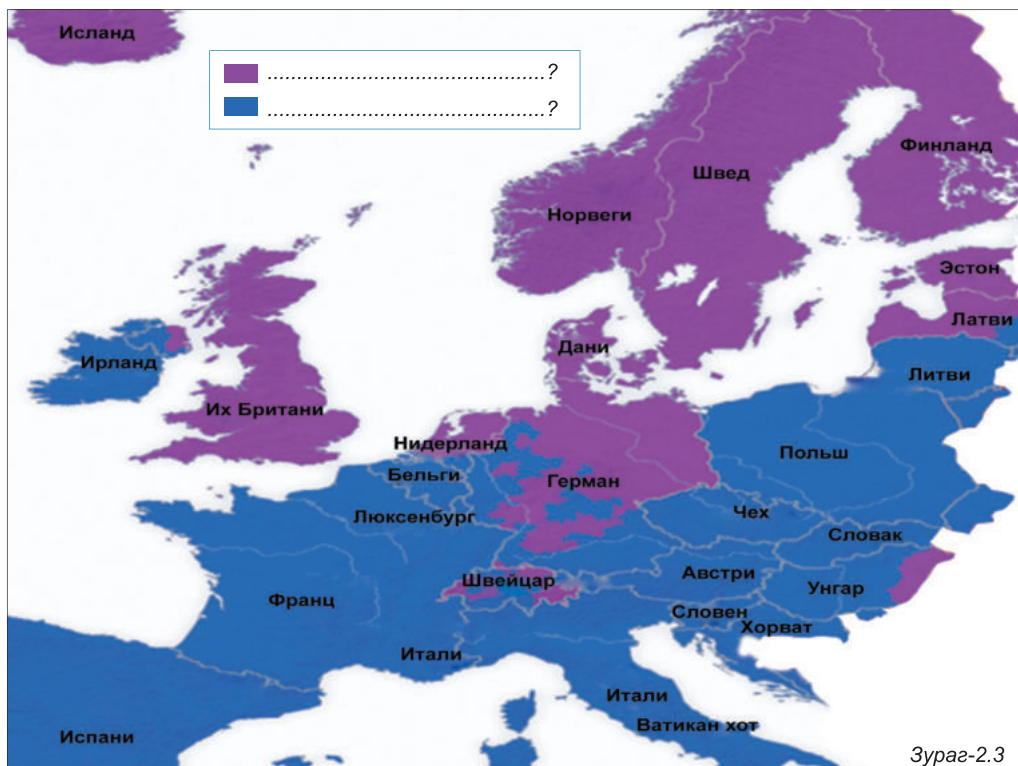 Исланд
..............................................?
..............................................?
Финланд
Швед
Норвеги
Эстон
Латви
Дани
Ирланд
Литви
Их Британи
Нидерланд
Польш
Бельги
Герман
Чех
Люксенбург
Словак
Швейцар
Австри
Унгар
Франц
Словен
Хорват
Итали
Итали
Ватикан хот
Испани
Зураг-2.3